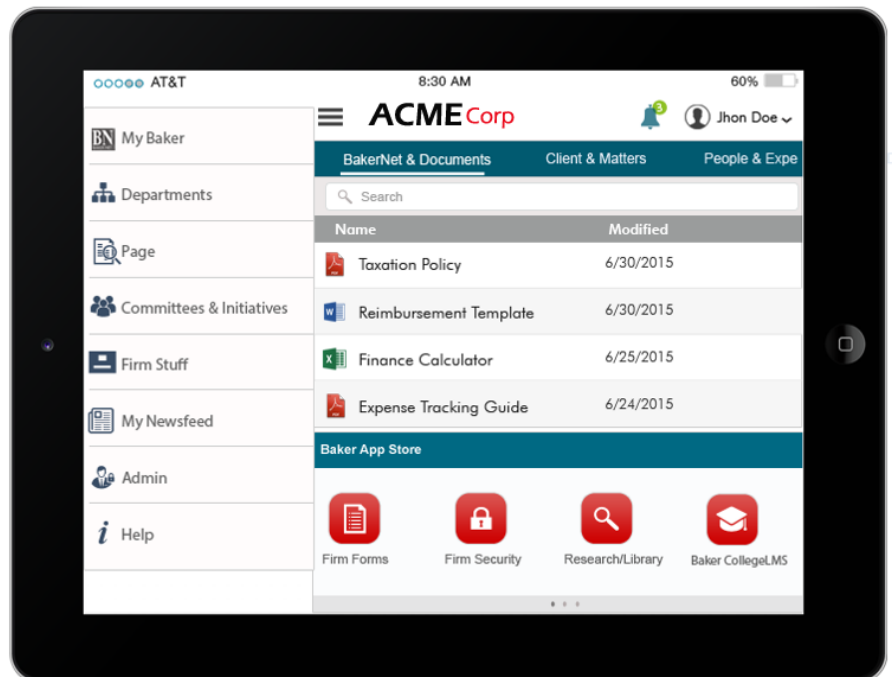 AT&T 8:30 AM 60%
My Baker
Departments
Page
Committees & Initiatives
Firm Stuff
My Newsfeed
Admin
Help
ACME Corp 3 Jhon Doe
BakerNet & Documents Client & Matters People & Expe
Search
Name Modified
Taxation Policy 6/30/2015
Reimbursement Template 6/30/2015
Finance Calculator 6/25/2015
Expense Tracking Guide 6/24/2015
Baker App Store
Firm Forms Firm Security Research/Library Baker CollegeLMS